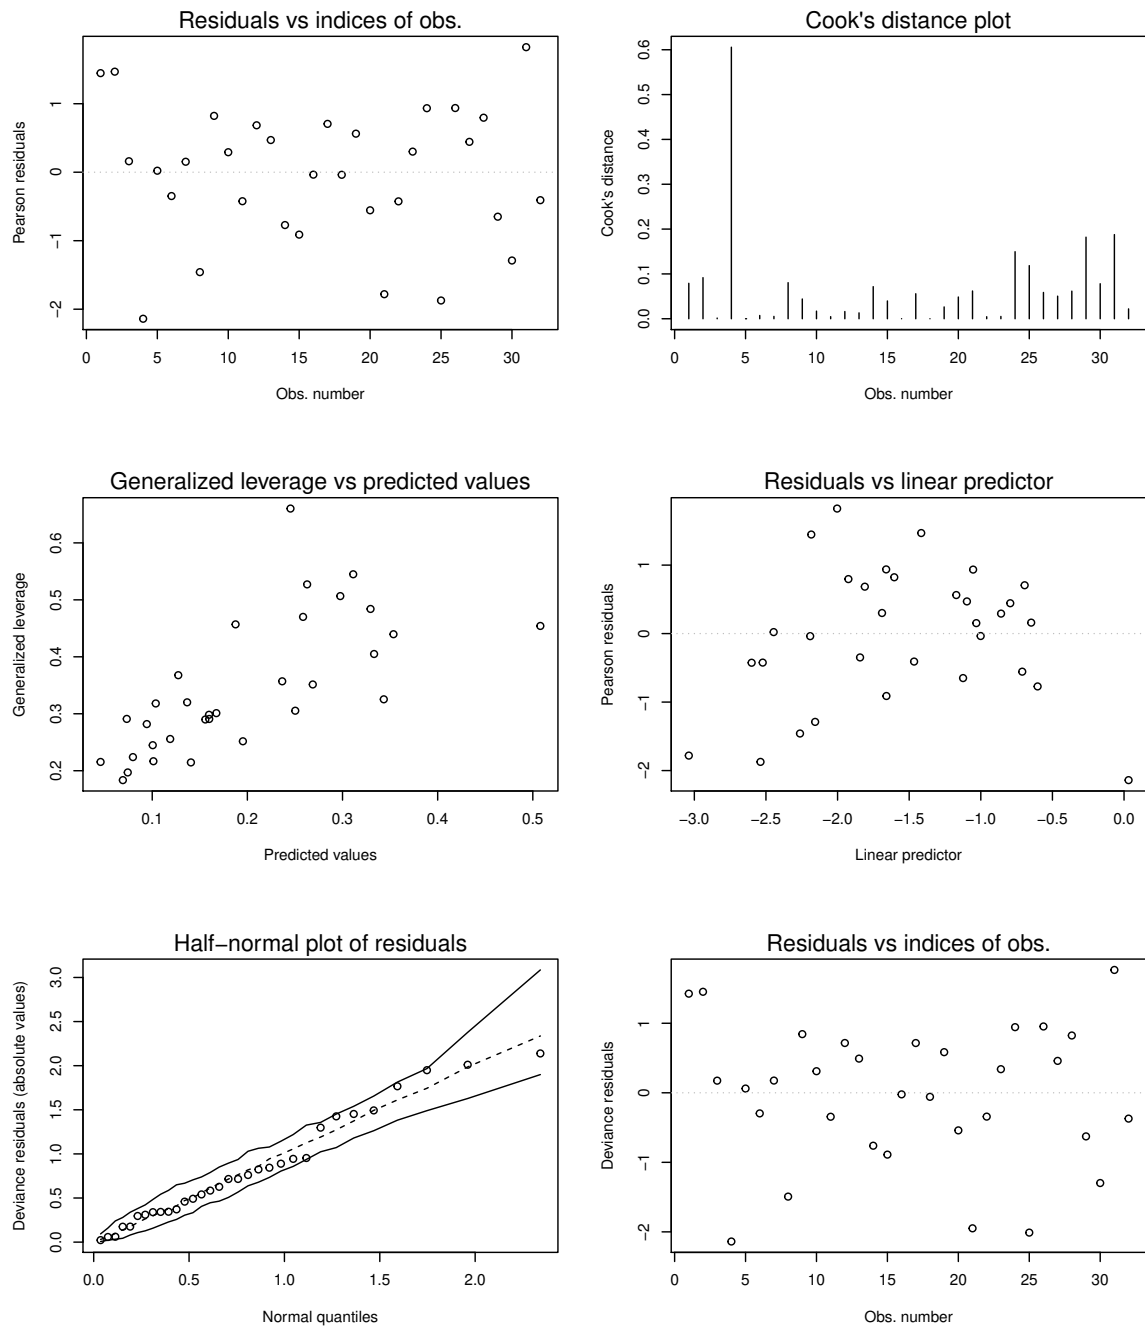 Residuals vs indices of obs.
Pearson residuals
1
0
−1
−2
0 5 10 15 20 25 30
Obs. number
Cook's distance plot
Cook's distance
0.6
0.5
0.4
0.3
0.2
0.1
0.0
0 5 10 15 20 25 30
Obs. number
Generalized leverage vs predicted values
Generalized leverage
0.6
0.5
0.4
0.3
0.2
0.1 0.2 0.3 0.4 0.5
Predicted values
Residuals vs linear predictor
Pearson residuals
1
0
−1
−2
−3.0 −2.5 −2.0 −1.5 −1.0 −0.5 0.0
Linear predictor
Half−normal plot of residuals
Deviance residuals (absolute values)
3.0
2.5
2.0
1.5
1.0
0.5
0.0
0.0 0.5 1.0 1.5 2.0
Normal quantiles
Residuals vs indices of obs.
Deviance residuals
1
0
−1
−2
0 5 10 15 20 25 30
Obs. number